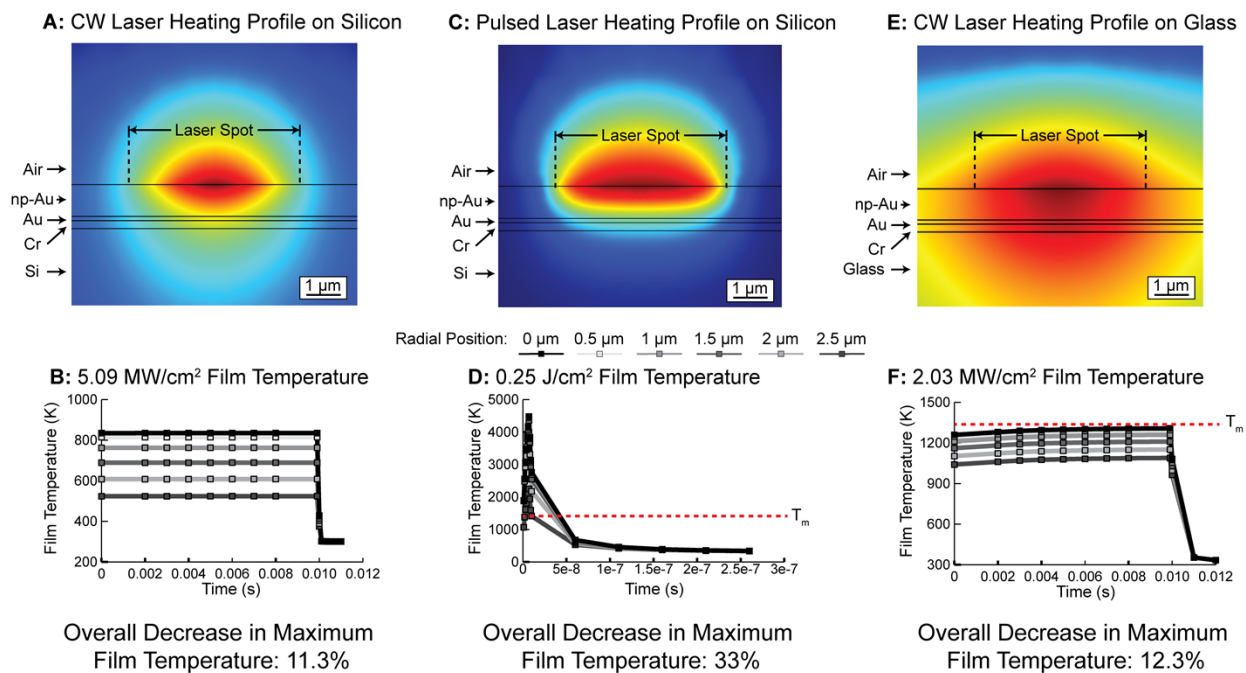 A: CW Laser Heating Profile on Silicon
Laser Spot
Air
np-Au
Au
Cr
Si
1 µm
C: Pulsed Laser Heating Profile on Silicon
Laser Spot
Air
np-Au
Au
Cr
Si
1 µm
E: CW Laser Heating Profile on Glass
Laser Spot
Air
np-Au
Au
Cr
Glass
1 µm
Radial Position: 0 µm 0.5 µm 1 µm 1.5 µm 2 µm 2.5 µm
B: 5.09 MW/cm² Film Temperature
Film Temperature (K)
1000
800
600
400
200
0 0.002 0.004 0.006 0.008 0.010 0.012
Time (s)
Overall Decrease in Maximum
Film Temperature: 11.3%
D: 0.25 J/cm² Film Temperature
Film Temperature (K)
5000
4000
3000
2000
1000
0
Tm
0 5e-8 1e-7 1.5e-7 2e-7 2.5e-7 3e-7
Time (s)
Overall Decrease in Maximum
Film Temperature: 33%
F: 2.03 MW/cm² Film Temperature
Film Temperature (K)
1500
1200
900
600
300
Tm
0 0.002 0.004 0.006 0.008 0.010 0.012
Time (s)
Overall Decrease in Maximum
Film Temperature: 12.3%